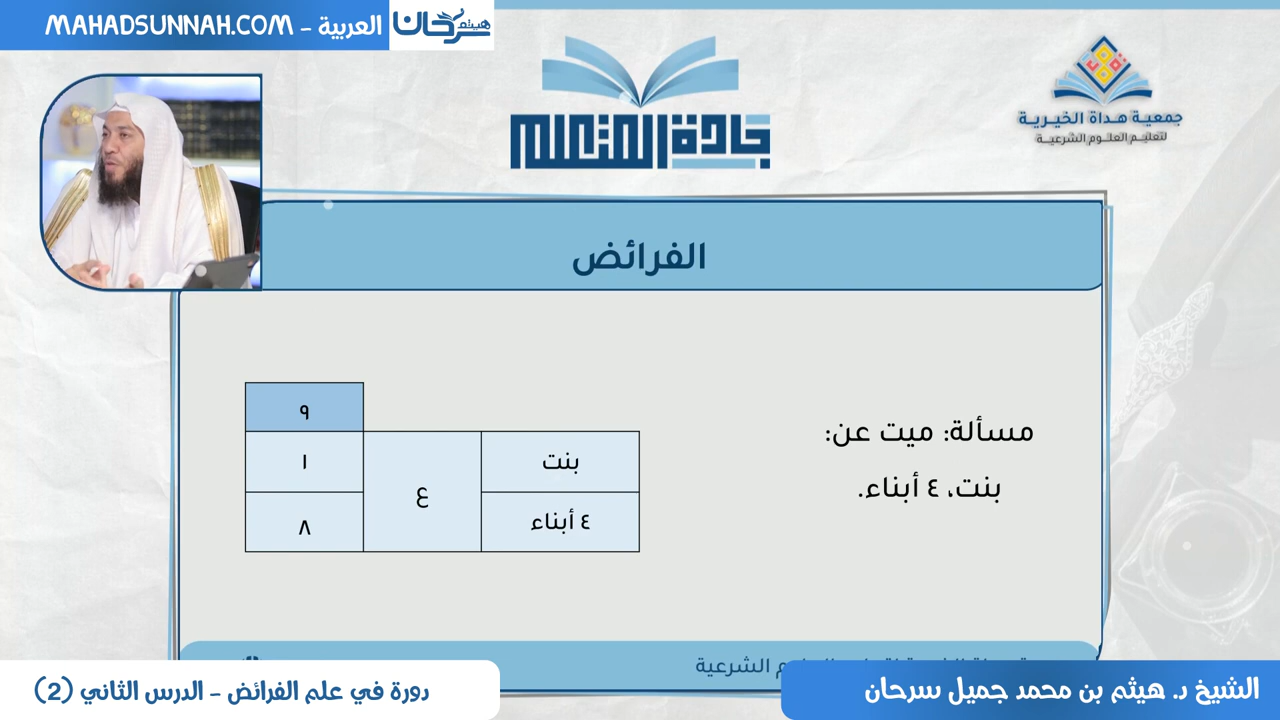 العربية - MAHADSUNNAH.COM
هيثم سرحان
جادة المتعلم
جمعية هداة الخيرية
لتعليم العلوم الشرعية
الفرائض
مسألة: ميت عن:
بنت، ٤ أبناء.
٩
بنت ع ١
٤ أبناء ٨
الشرعية
الشيخ د. هيثم بن محمد جميل سرحان
دورة في علم الفرائض - الدرس الثاني (2)